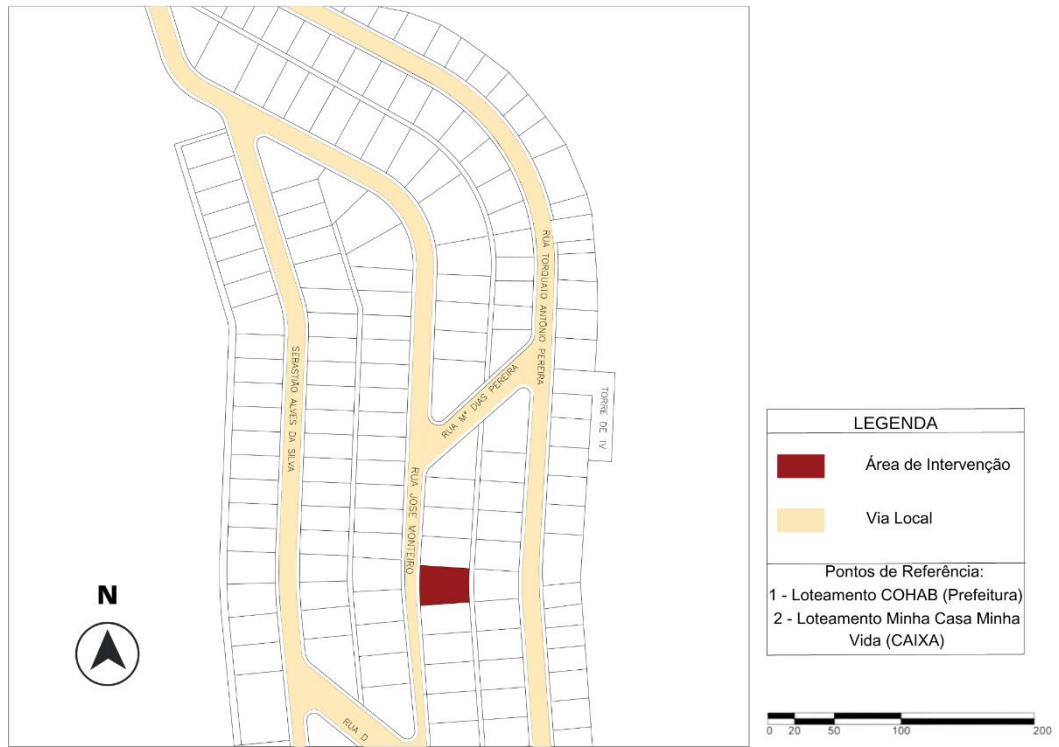 RUA TORQUATO ANTÔNIO PEREIRA
SEBASTIÃO ALVES DA SILVA
RUA Mª DIAS PEREIRA
TORRE DE TV
RUA JOSE MONTEIRO
RUA D
N
LEGENDA
Área de Intervenção
Via Local
Pontos de Referência:
1 - Loteamento COHAB (Prefeitura)
2 - Loteamento Minha Casa Minha
Vida (CAIXA)
0 20 50 100 200